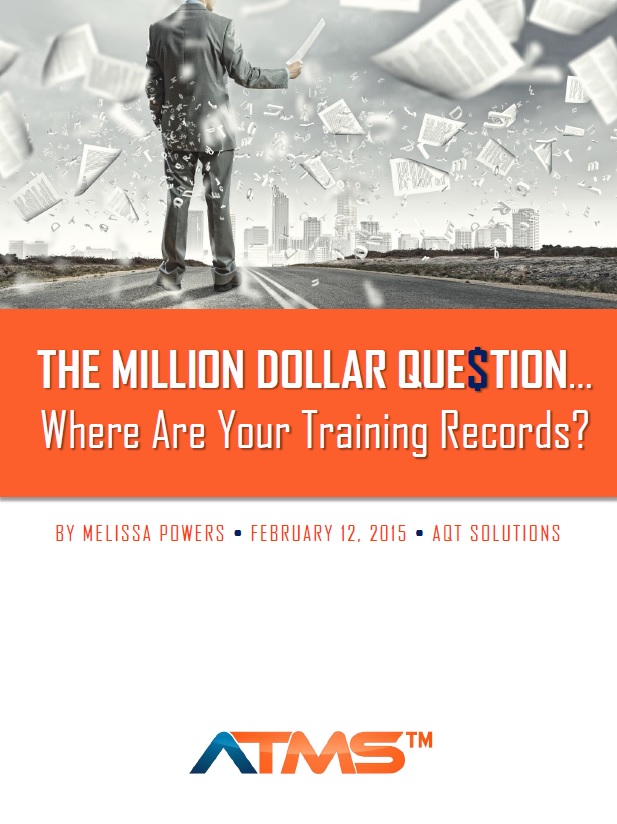 THE MILLION DOLLAR QUE$TION...
Where Are Your Training Records?
BY MELISSA POWERS • FEBRUARY 12, 2015 • AQT SOLUTIONS
ATMS™